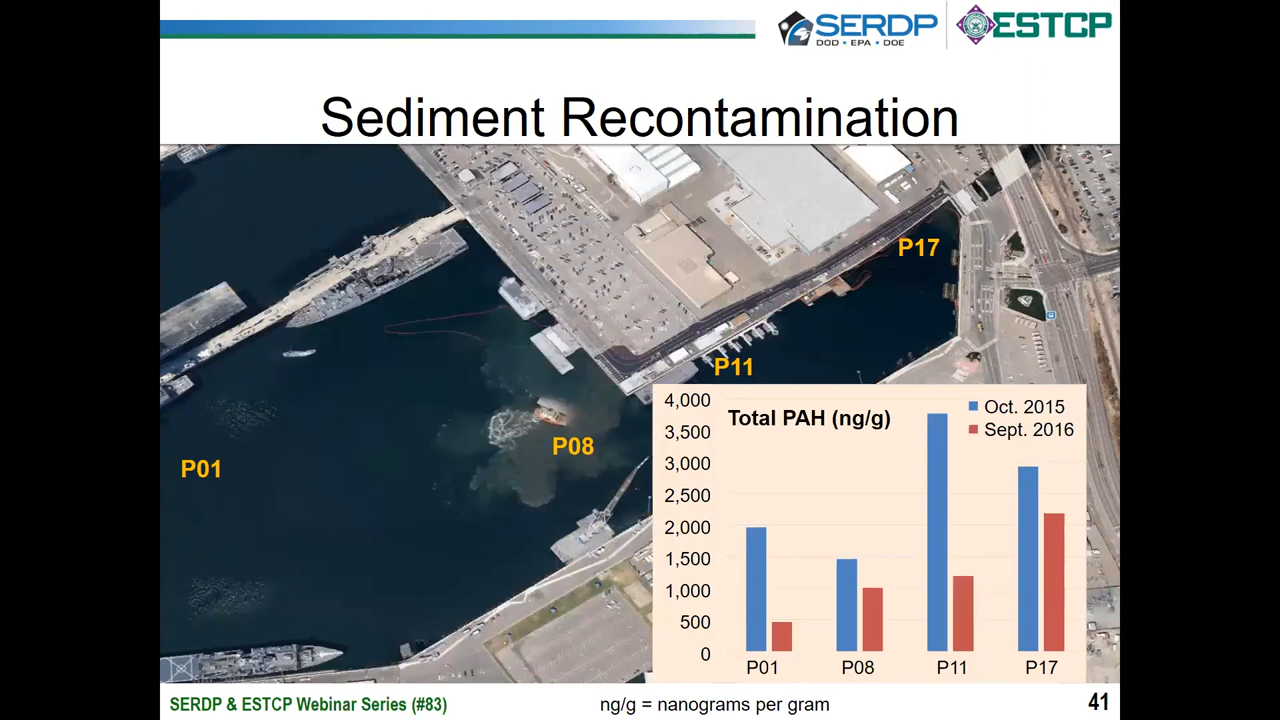 SERDP
DOD • EPA • DOE
ESTCP
Sediment Recontamination
P17
P11
P08
P01
Total PAH (ng/g)
Oct. 2015
Sept. 2016
4,000
3,500
3,000
2,500
2,000
1,500
1,000
500
0
P01 P08 P11 P17
SERDP & ESTCP Webinar Series (#83)
ng/g = nanograms per gram
41